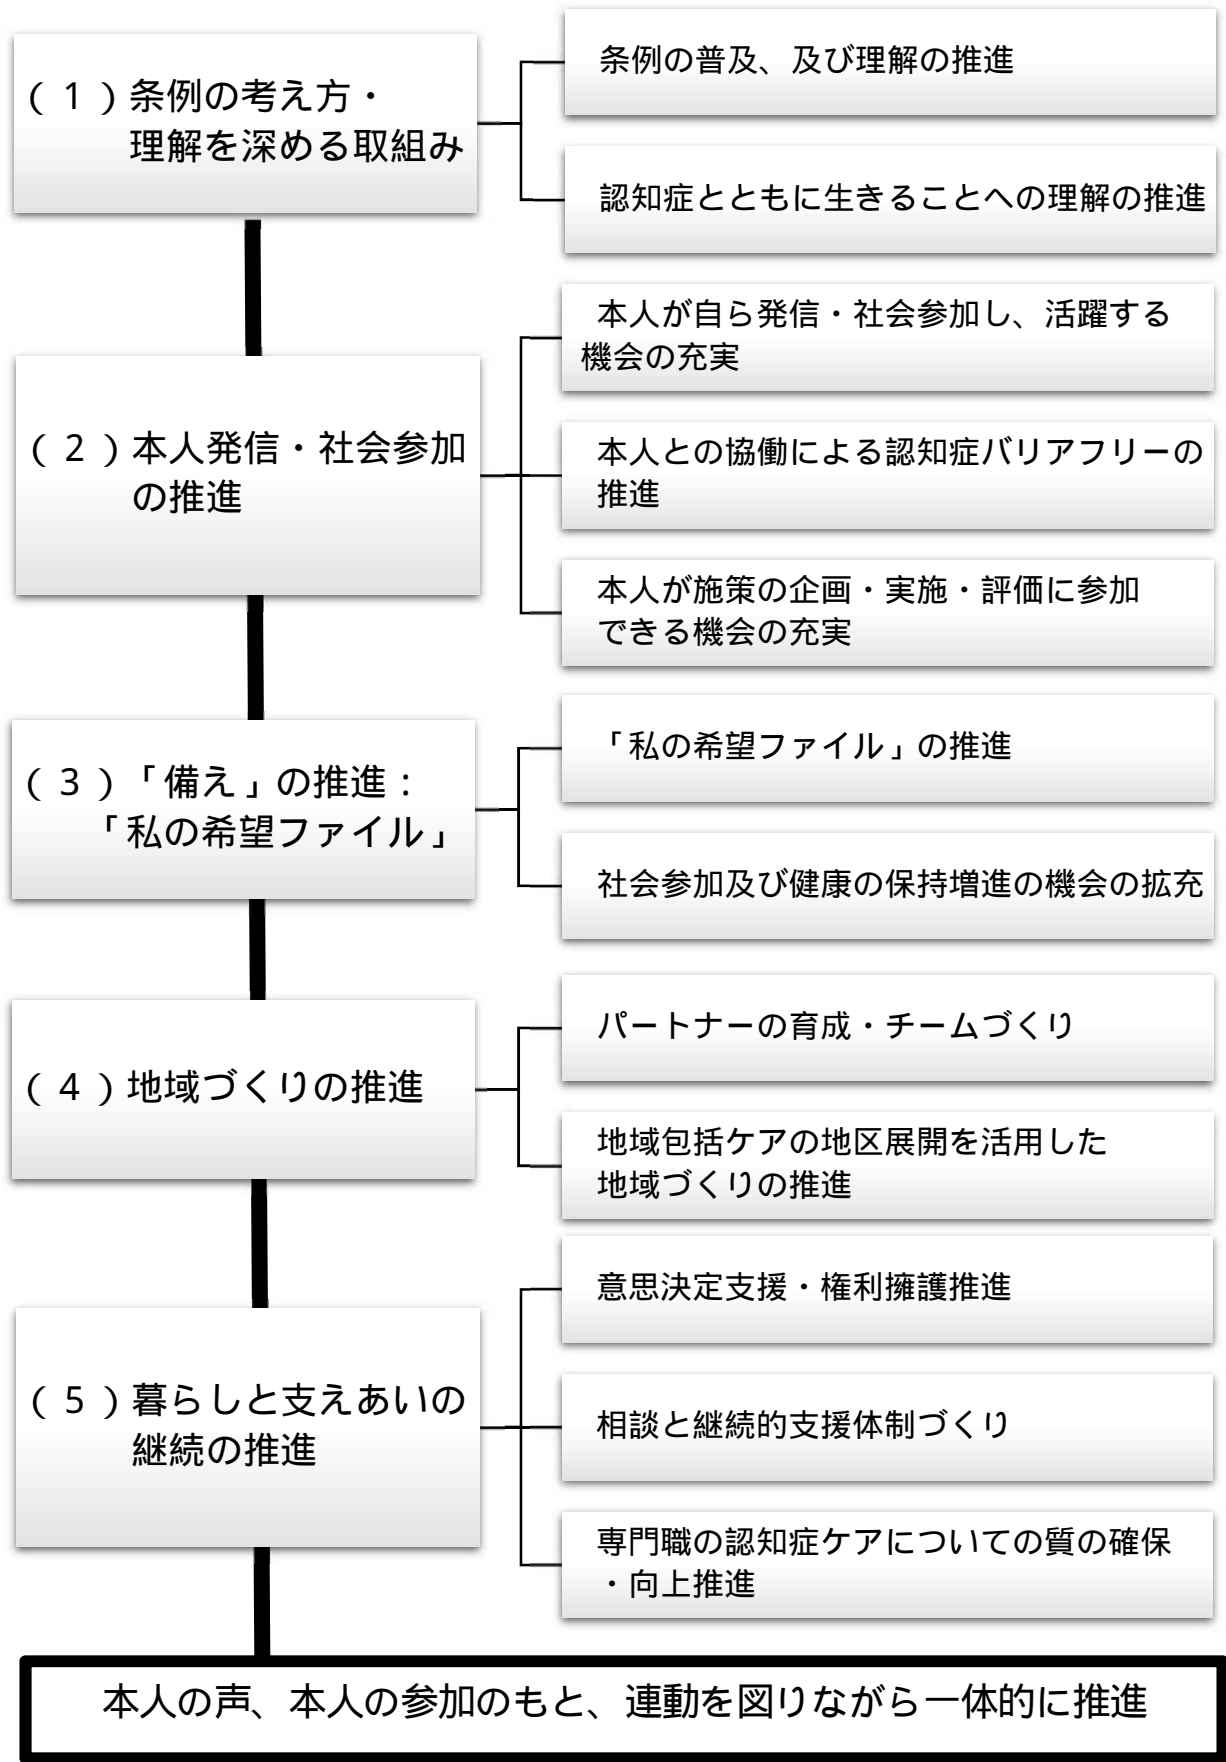 (１)条例の考え方・
理解を深める取組み
条例の普及、及び理解の推進
認知症とともに生きることへの理解の推進
(２)本人発信・社会参加
の推進
本人が自ら発信・社会参加し、活躍する
機会の充実
本人との協働による認知症バリアフリーの
推進
本人が施策の企画・実施・評価に参加
できる機会の充実
(３)「備え」の推進：
「私の希望ファイル」
「私の希望ファイル」の推進
社会参加及び健康の保持増進の機会の拡充
(４)地域づくりの推進
パートナーの育成・チームづくり
地域包括ケアの地区展開を活用した
地域づくりの推進
(５)暮らしと支えあいの
継続の推進
意思決定支援・権利擁護推進
相談と継続的支援体制づくり
専門職の認知症ケアについての質の確保
・向上推進
本人の声、本人の参加のもと、連動を図りながら一体的に推進